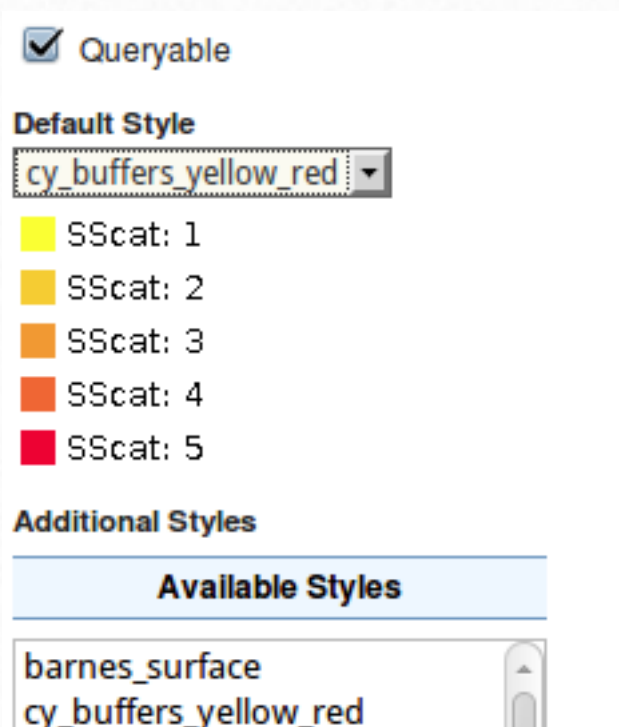 Queryable
Default Style
cy_buffers_yellow_red
SScat: 1
SScat: 2
SScat: 3
SScat: 4
SScat: 5
Additional Styles
Available Styles
barnes_surface
cy_buffers_yellow_red